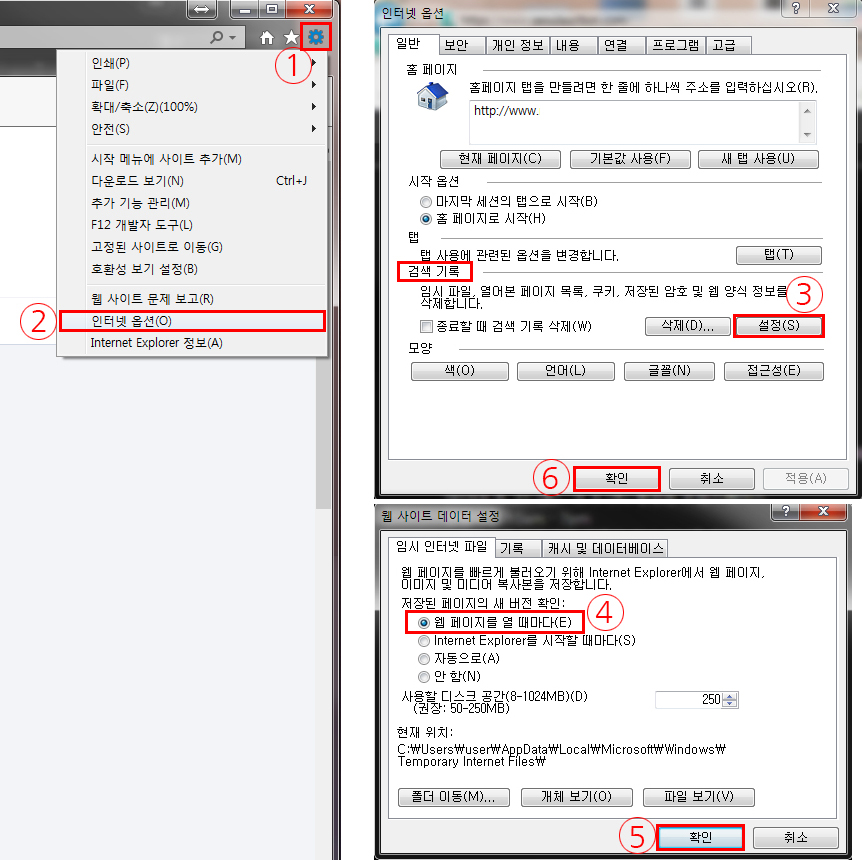 ①
인쇄(P)
파일(F)
확대/축소(Z)(100%)
안전(S)
시작 메뉴에 사이트 추가(M)
다운로드 보기(N) Ctrl+J
추가 기능 관리(M)
F12 개발자 도구(L)
고정된 사이트로 이동(G)
호환성 보기 설정(B)
웹 사이트 문제 보고(R)
② 인터넷 옵션(O)
Internet Explorer 정보(A)
인터넷 옵션
일반 보안 개인 정보 내용 연결 프로그램 고급
홈 페이지
홈페이지 탭을 만들려면 한 줄에 하나씩 주소를 입력하십시오(R).
http://www.
현재 페이지(C) 기본값 사용(F) 새 탭 사용(U)
시작 옵션
마지막 세션의 탭으로 시작(B)
홈 페이지로 시작(H)
탭
탭 사용에 관련된 옵션을 변경합니다. 탭(T)
검색 기록
임시 파일, 열어본 페이지 목록, 쿠키, 저장된 암호 및 웹 양식 정보를
삭제합니다. ③
종료할 때 검색 기록 삭제(W) 삭제(D)... 설정(S)
모양
색(O) 언어(L) 글꼴(N) 접근성(E)
⑥ 확인 취소 적용(A)
웹 사이트 데이터 설정
임시 인터넷 파일 기록 캐시 및 데이터베이스
웹 페이지를 빠르게 불러오기 위해 Internet Explorer에서 웹 페이지,
이미지 및 미디어 복사본을 저장합니다.
저장된 페이지의 새 버전 확인:
웹 페이지를 열 때마다(E) ④
Internet Explorer를 시작할 때마다(S)
자동으로(A)
안 함(N)
사용할 디스크 공간(8-1024MB)(D) 250
(권장: 50-250MB)
현재 위치:
C:₩Users₩user₩AppData₩Local₩Microsoft₩Windows₩
Temporary Internet Files₩
폴더 이동(M)... 개체 보기(O) 파일 보기(V)
⑤ 확인 취소